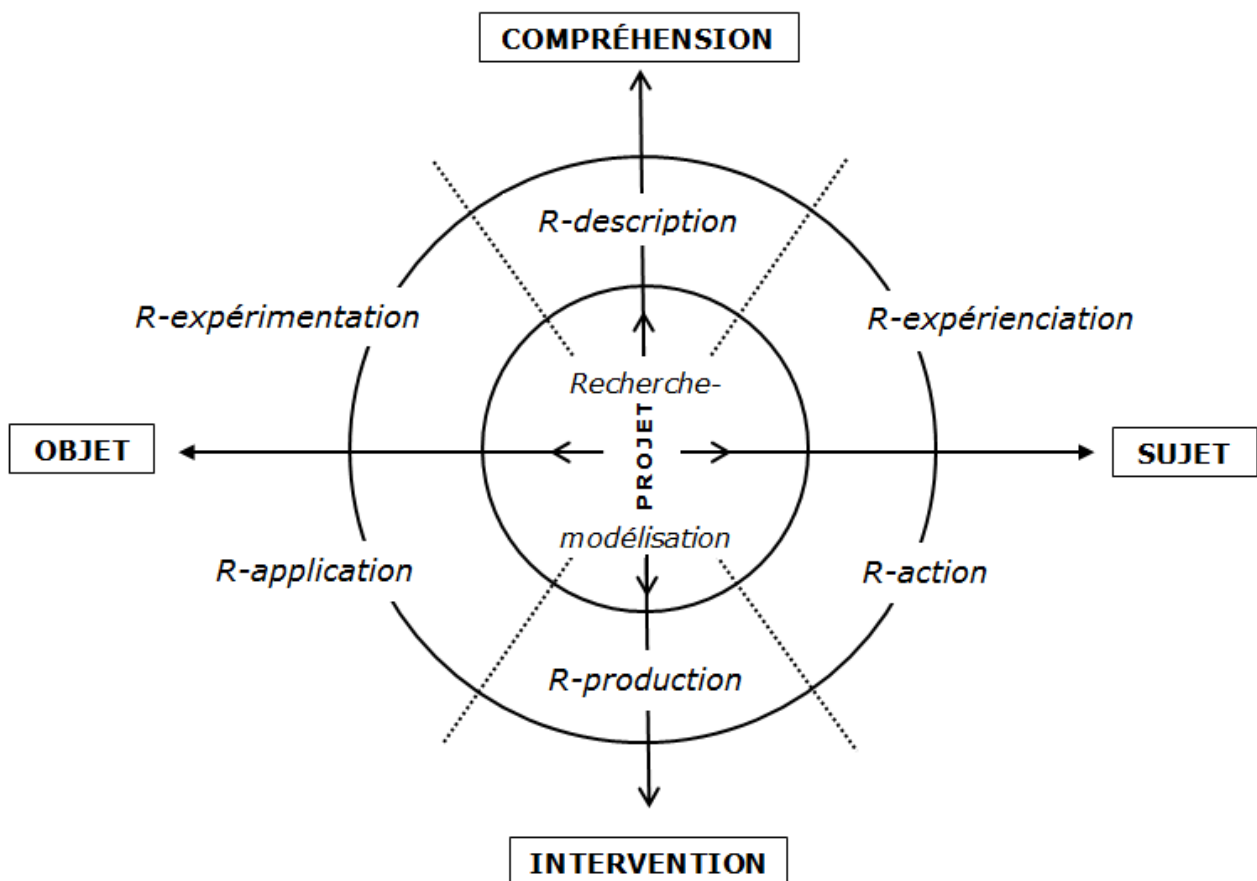 COMPRÉHENSION
R-description
R-expérimentation
R-expérienciation
Recherche-
OBJET
PROJET
SUJET
modélisation
R-application
R-action
R-production
INTERVENTION